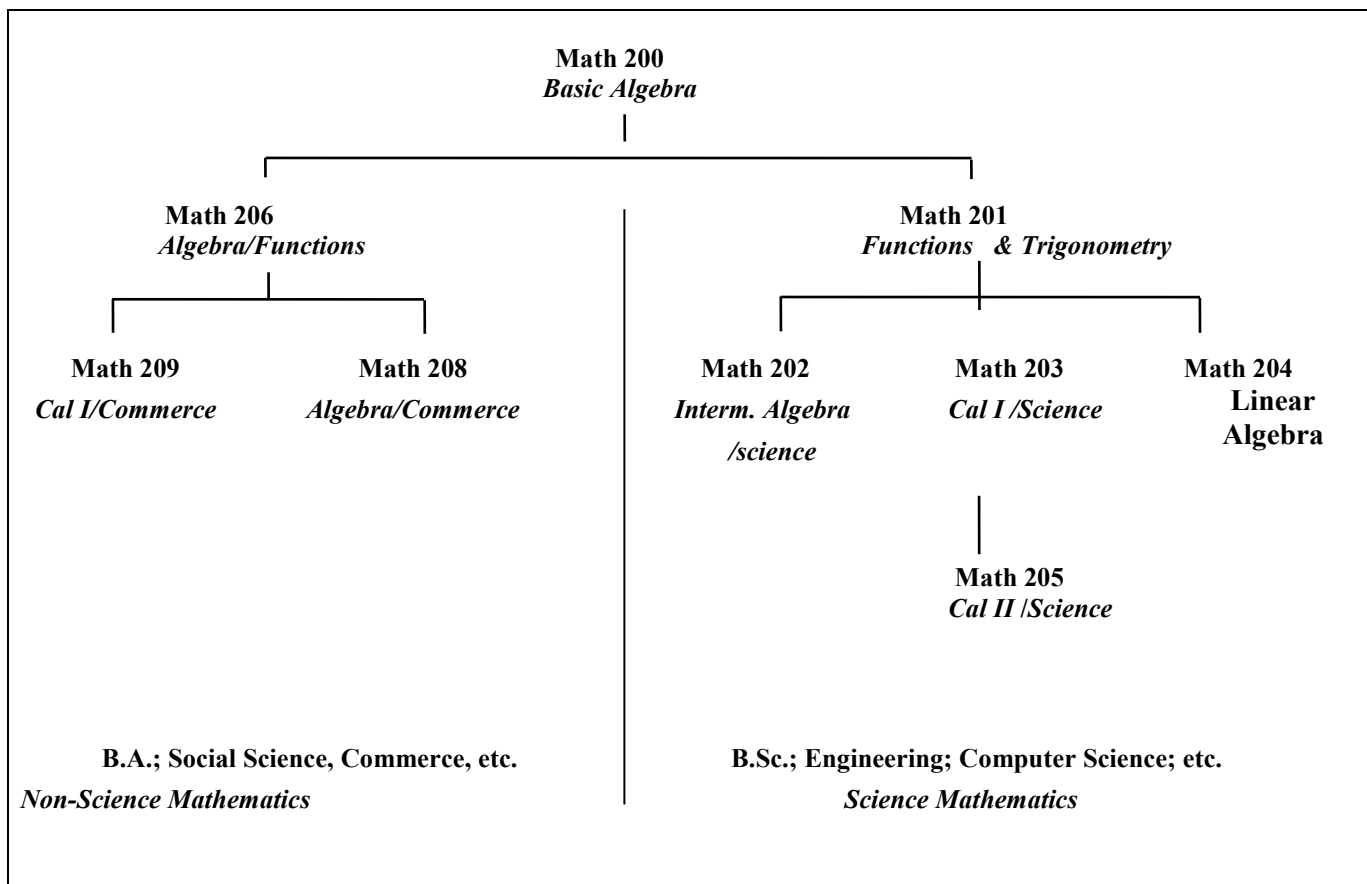 Math 200
Basic Algebra
Math 206
Algebra/Functions
Math 201
Functions & Trigonometry
Math 209
Cal I/Commerce
Math 208
Algebra/Commerce
Math 202
Interm. Algebra
/science
Math 203
Cal I /Science
Math 204
Linear
Algebra
Math 205
Cal II /Science
B.A.; Social Science, Commerce, etc.
Non-Science Mathematics
B.Sc.; Engineering; Computer Science; etc.
Science Mathematics